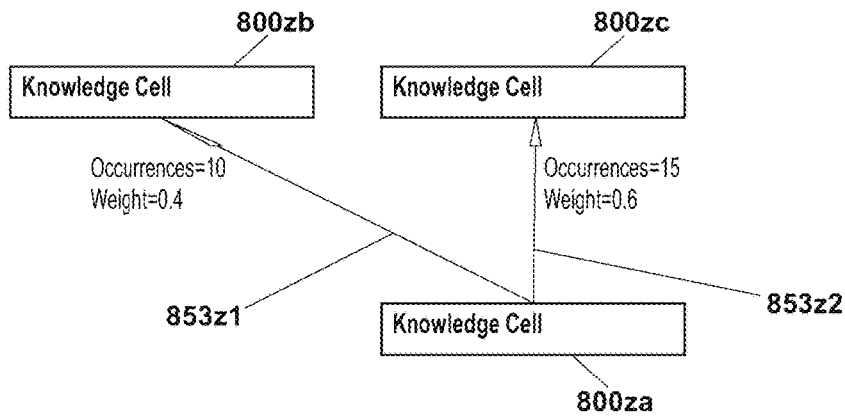 800zb
800zc
Knowledge Cell
Knowledge Cell
Occurrences=10
Weight=0.4
Occurrences=15
Weight=0.6
853z1
853z2
Knowledge Cell
800za